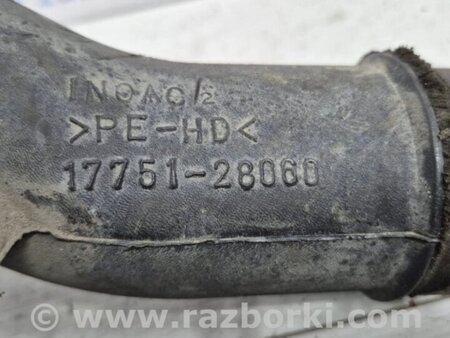 INOAC/2
>PE-HD<
17751-28060
© www.razborki.com/